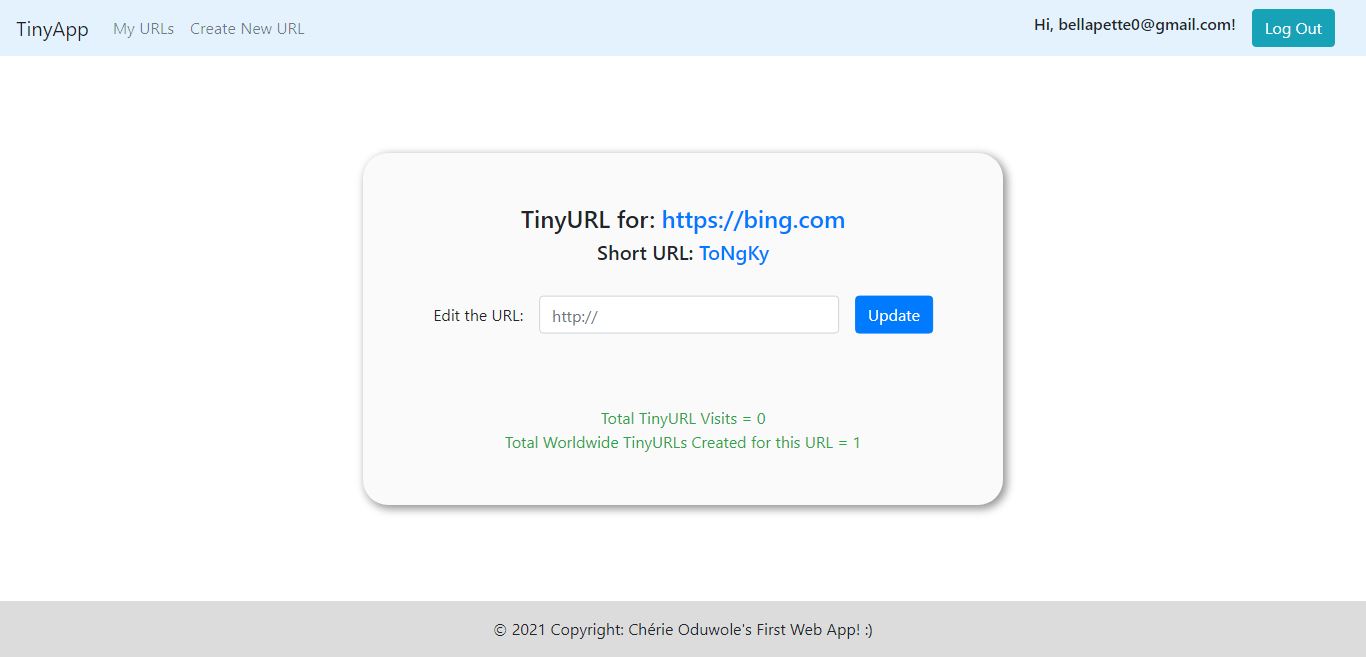 TinyApp My URLs Create New URL Hi, bellapette0@gmail.com! Log Out
TinyURL for: https://bing.com
Short URL: ToNgKy
Edit the URL: http:// Update
Total TinyURL Visits = 0
Total Worldwide TinyURLs Created for this URL = 1
© 2021 Copyright: Chérie Oduwole's First Web App! :)